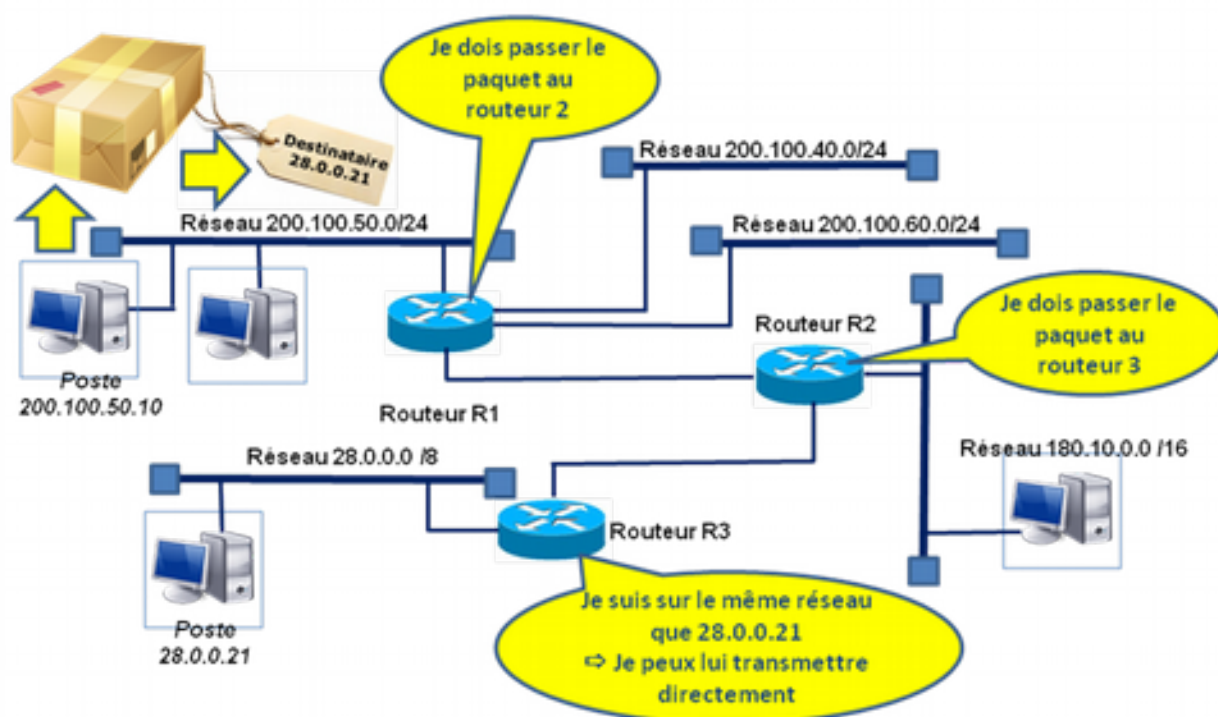 Je dois passer le
paquet au
routeur 2
Destinataire
28.0.0.21
Réseau 200.100.40.0/24
Réseau 200.100.50.0/24
Réseau 200.100.60.0/24
Routeur R2
Je dois passer le
paquet au
routeur 3
Poste
200.100.50.10
Routeur R1
Réseau 28.0.0.0 /8
Réseau 180.10.0.0 /16
Routeur R3
Je suis sur le même réseau
que 28.0.0.21
⇨ Je peux lui transmettre
directement
Poste
28.0.0.21